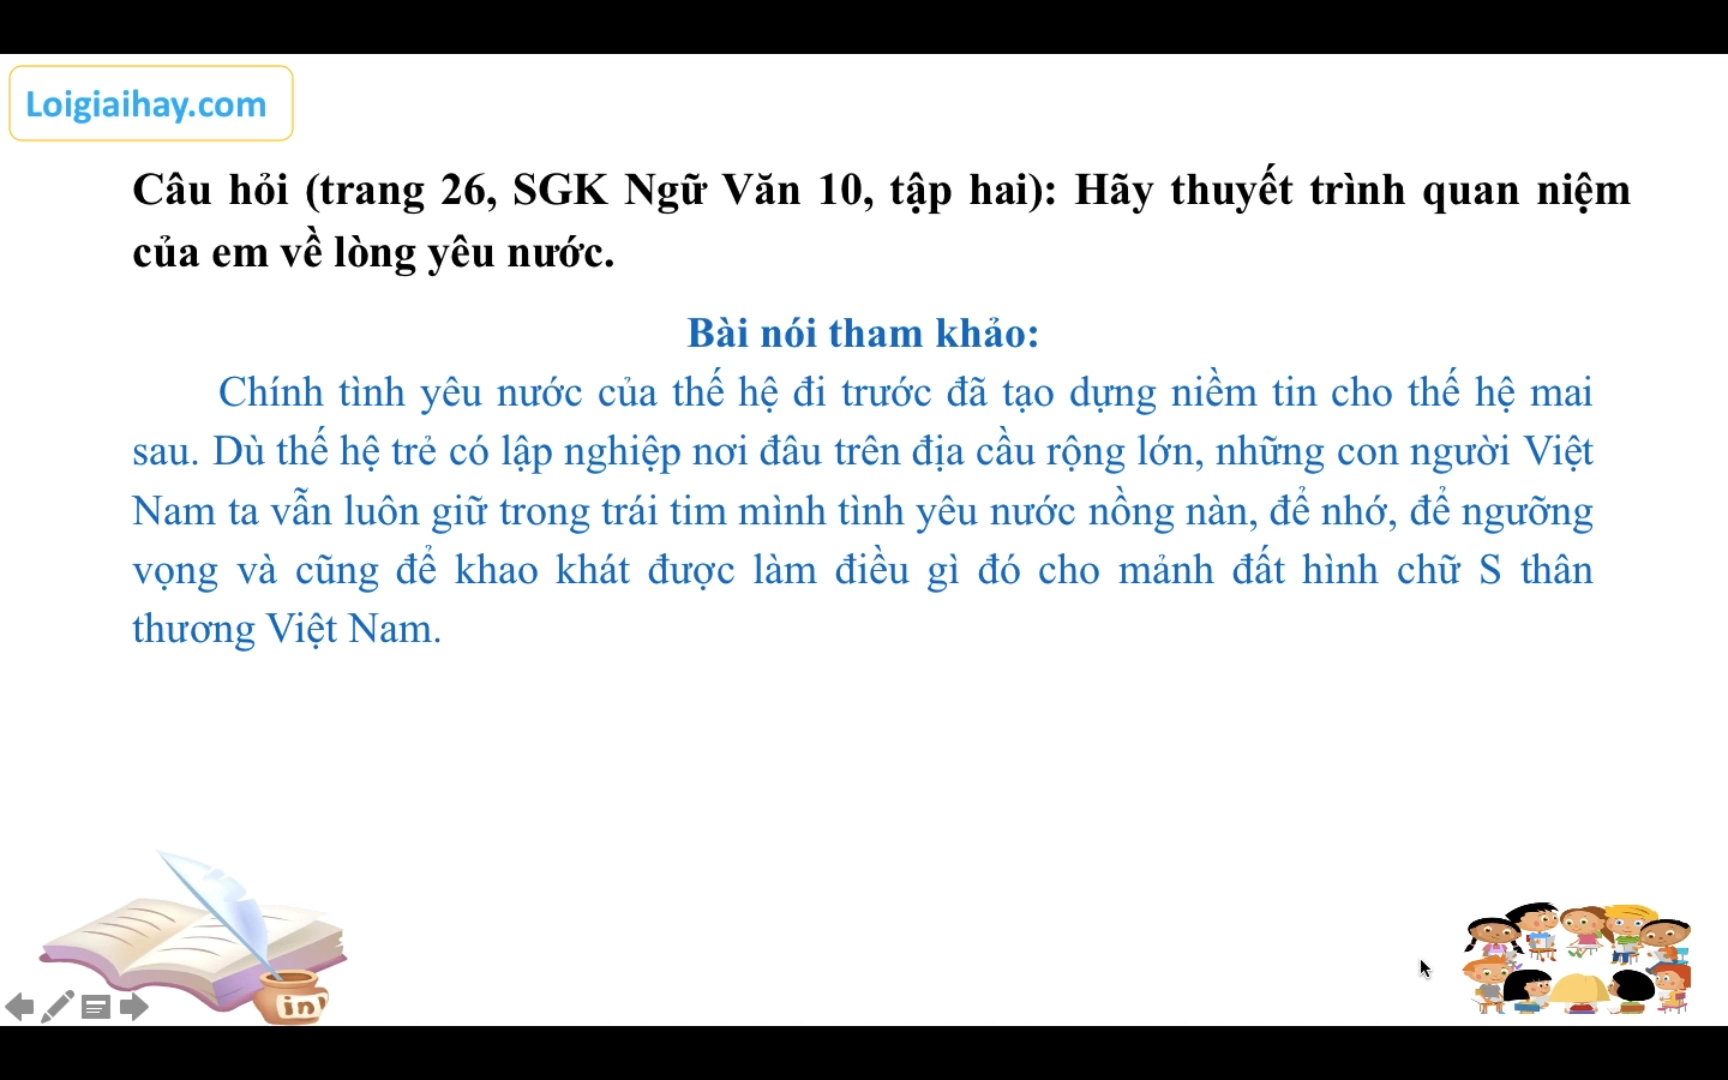 Loigiaihay.com
Câu hỏi (trang 26, SGK Ngữ Văn 10, tập hai): Hãy thuyết trình quan niệm
của em về lòng yêu nước.
Bài nói tham khảo:
Chính tình yêu nước của thế hệ đi trước đã tạo dựng niềm tin cho thế hệ mai
sau. Dù thế hệ trẻ có lập nghiệp nơi đâu trên địa cầu rộng lớn, những con người Việt
Nam ta vẫn luôn giữ trong trái tim mình tình yêu nước nồng nàn, để nhớ, để ngưỡng
vọng và cũng để khao khát được làm điều gì đó cho mảnh đất hình chữ S thân
thương Việt Nam.